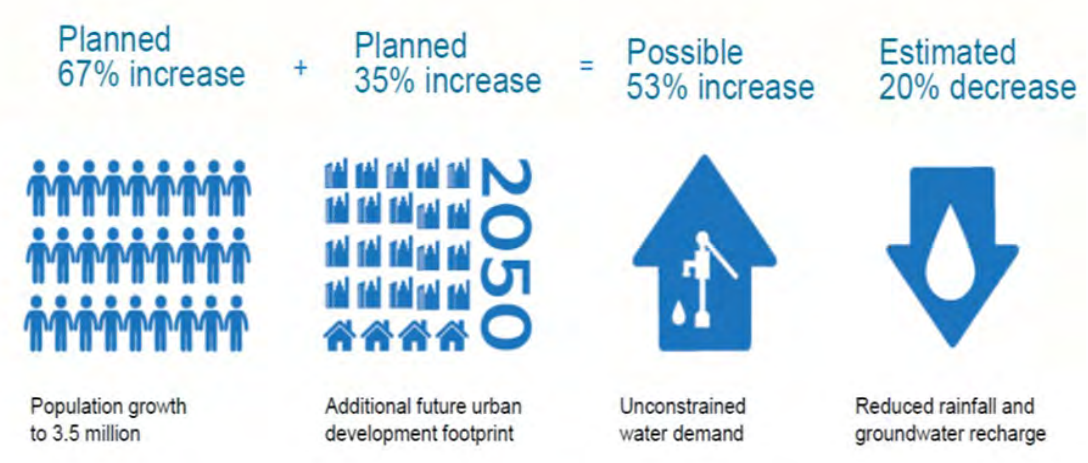 Planned
67% increase
+
Planned
35% increase
=
Possible
53% increase
Estimated
20% decrease
2050
Population growth
to 3.5 million
Additional future urban
development footprint
Unconstrained
water demand
Reduced rainfall and
groundwater recharge